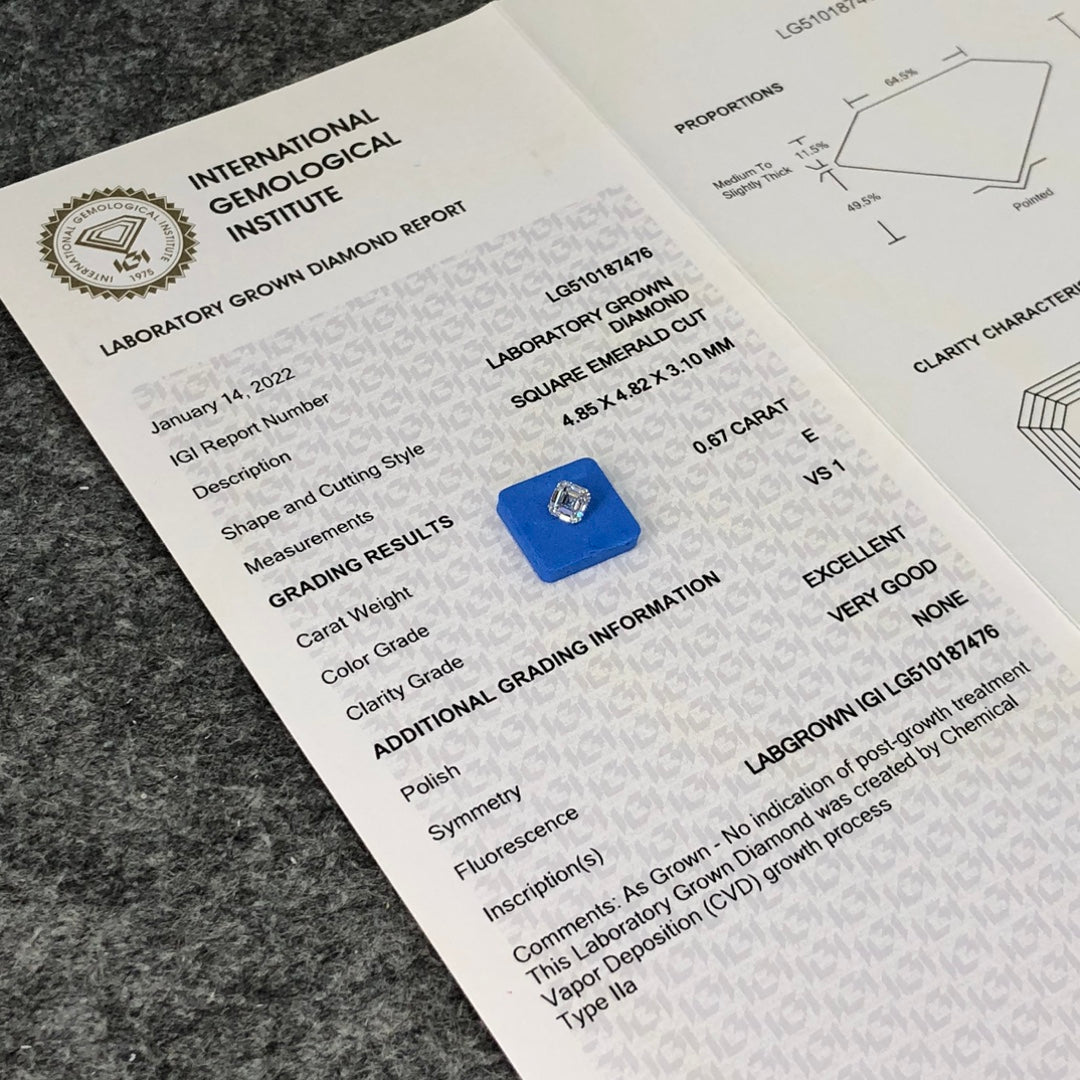 INTERNATIONAL
GEMOLOGICAL
INSTITUTE
INTERNATIONAL GEMOLOGICAL INSTITUTE
IGI
1975
LABORATORY GROWN DIAMOND REPORT
January 14, 2022
IGI Report Number LG510187476
Description LABORATORY GROWN
DIAMOND
Shape and Cutting Style SQUARE EMERALD CUT
Measurements 4.85 X 4.82 X 3.10 MM
GRADING RESULTS
Carat Weight 0.67 CARAT
Color Grade E
Clarity Grade VS 1
ADDITIONAL GRADING INFORMATION
Polish EXCELLENT
Symmetry VERY GOOD
Fluorescence NONE
Inscription(s) LABGROWN IGI LG510187476
Comments: As Grown - No indication of post-growth treatment
This Laboratory Grown Diamond was created by Chemical
Vapor Deposition (CVD) growth process
Type IIa
PROPORTIONS
64.5%
11.5%
Medium To
Slightly Thick
49.5%
Pointed
CLARITY